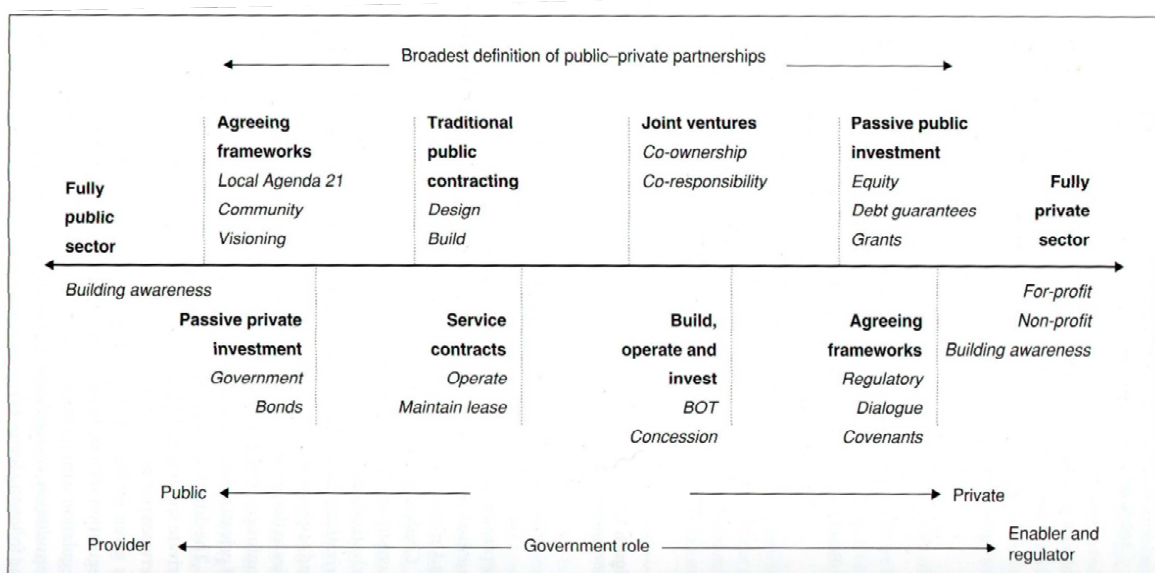 Broadest definition of public–private partnerships
Fully
public
sector
Agreeing
frameworks
Local Agenda 21
Community
Visioning
Traditional
public
contracting
Design
Build
Joint ventures
Co-ownership
Co-responsibility
Passive public
investment
Equity
Debt guarantees
Grants
Fully
private
sector
Building awareness
Passive private
investment
Government
Bonds
Service
contracts
Operate
Maintain lease
Build,
operate and
invest
BOT
Concession
Agreeing
frameworks
Regulatory
Dialogue
Covenants
For-profit
Non-profit
Building awareness
Public
Private
Provider
Government role
Enabler and
regulator